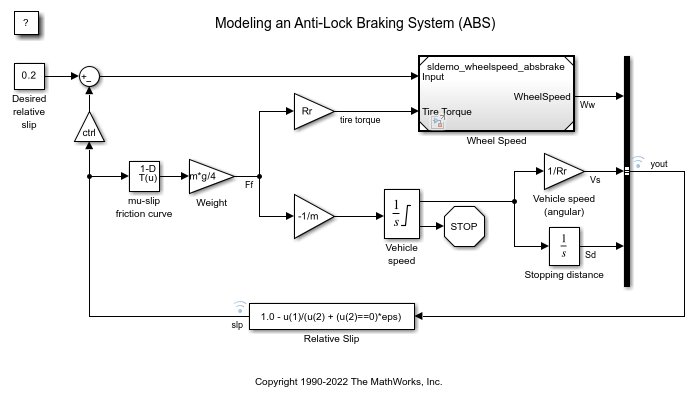 Modeling an Anti-Lock Braking System (ABS)
?
0.2
Desired
relative
slip
+
-
ctrl
1-D
T(u)
mu-slip
friction curve
m*g/4
Weight
Ff
Rr
tire torque
sldemo_wheelspeed_absbrake
Input
WheelSpeed
Tire Torque
Wheel Speed
Ww
-1/m
1
s
Vehicle
speed
STOP
1/Rr
Vs
Vehicle speed
(angular)
1
s
Sd
Stopping distance
yout
1.0 - u(1)/(u(2) + (u(2)==0)*eps)
slp
Relative Slip
Copyright 1990-2022 The MathWorks, Inc.